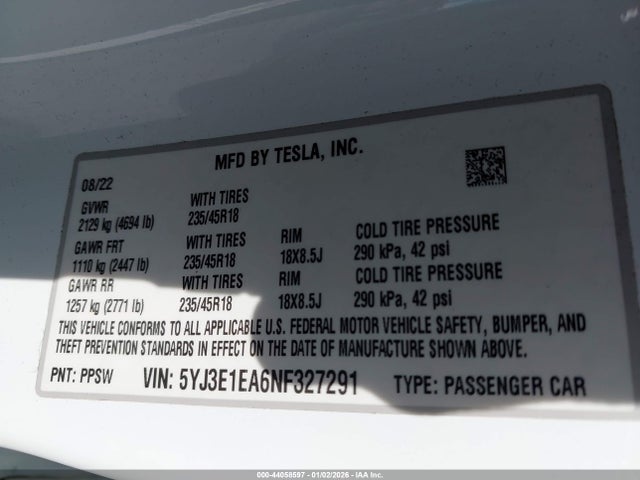 MFD BY TESLA, INC.
08/22
GVWR WITH TIRES
2129 kg (4694 lb) 235/45R18
GAWR FRT WITH TIRES RIM COLD TIRE PRESSURE
1110 kg (2447 lb) 235/45R18 18X8.5J 290 kPa, 42 psi
GAWR RR WITH TIRES RIM COLD TIRE PRESSURE
1257 kg (2771 lb) 235/45R18 18X8.5J 290 kPa, 42 psi
THIS VEHICLE CONFORMS TO ALL APPLICABLE U.S. FEDERAL MOTOR VEHICLE SAFETY, BUMPER, AND
THEFT PREVENTION STANDARDS IN EFFECT ON THE DATE OF MANUFACTURE SHOWN ABOVE.
PNT: PPSW VIN: 5YJ3E1EA6NF327291 TYPE: PASSENGER CAR
000-44058597 - 01/02/2026 - IAA Inc.